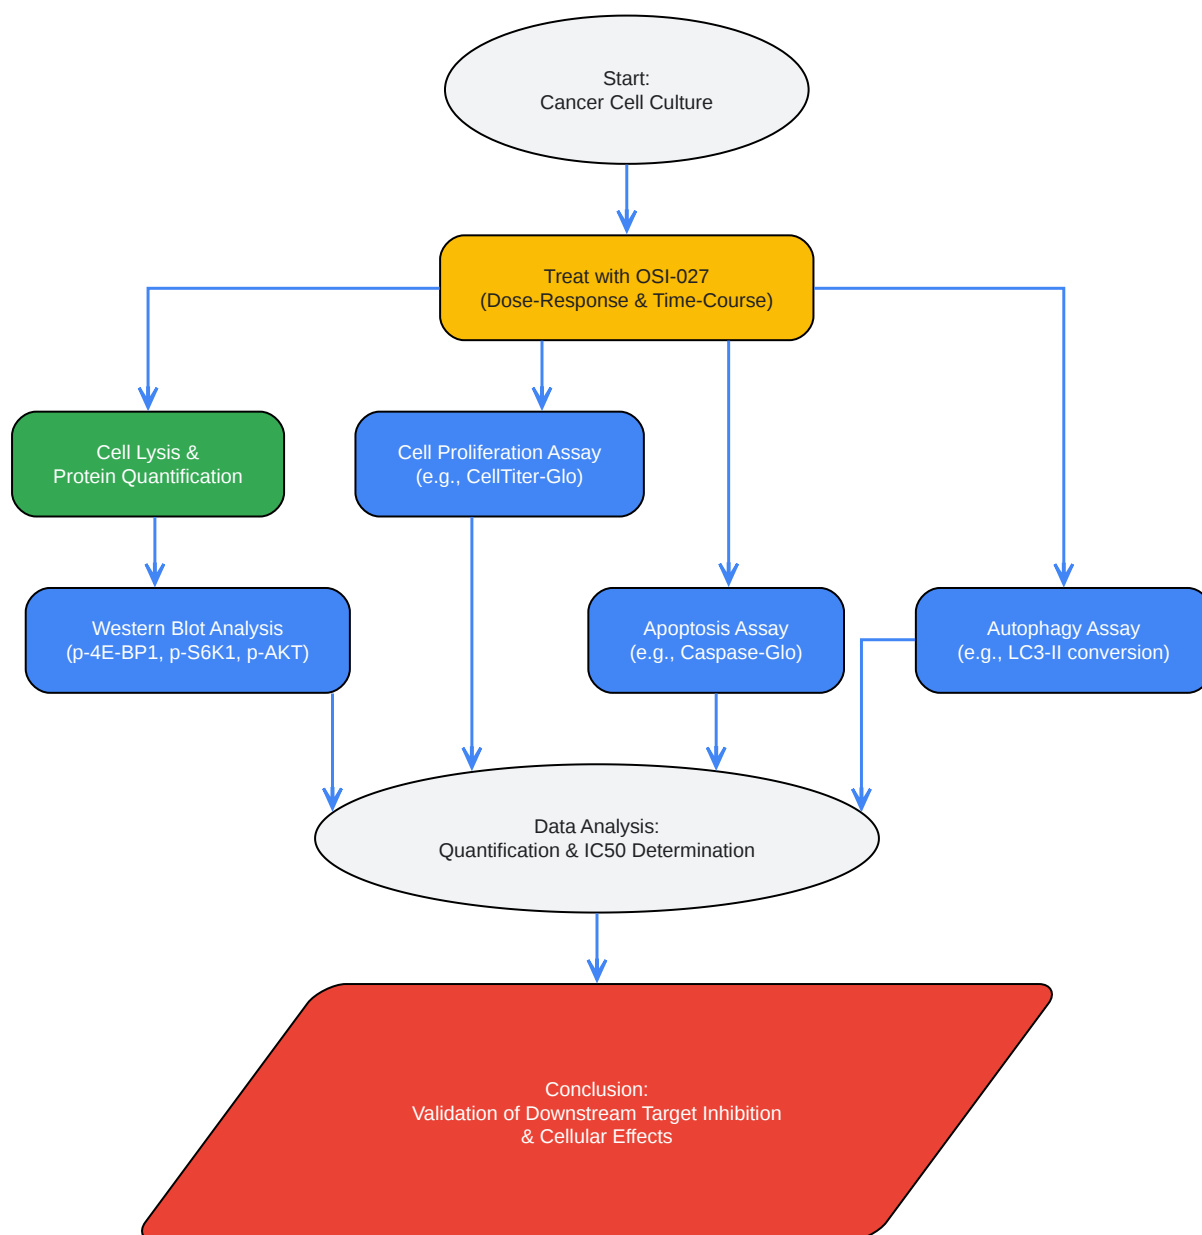 Start:
Cancer Cell Culture
Treat with OSI-027
(Dose-Response & Time-Course)
Cell Lysis &
Protein Quantification
Cell Proliferation Assay
(e.g., CellTiter-Glo)
Western Blot Analysis
(p-4E-BP1, p-S6K1, p-AKT)
Apoptosis Assay
(e.g., Caspase-Glo)
Autophagy Assay
(e.g., LC3-II conversion)
Data Analysis:
Quantification & IC50 Determination
Conclusion:
Validation of Downstream Target Inhibition
& Cellular Effects